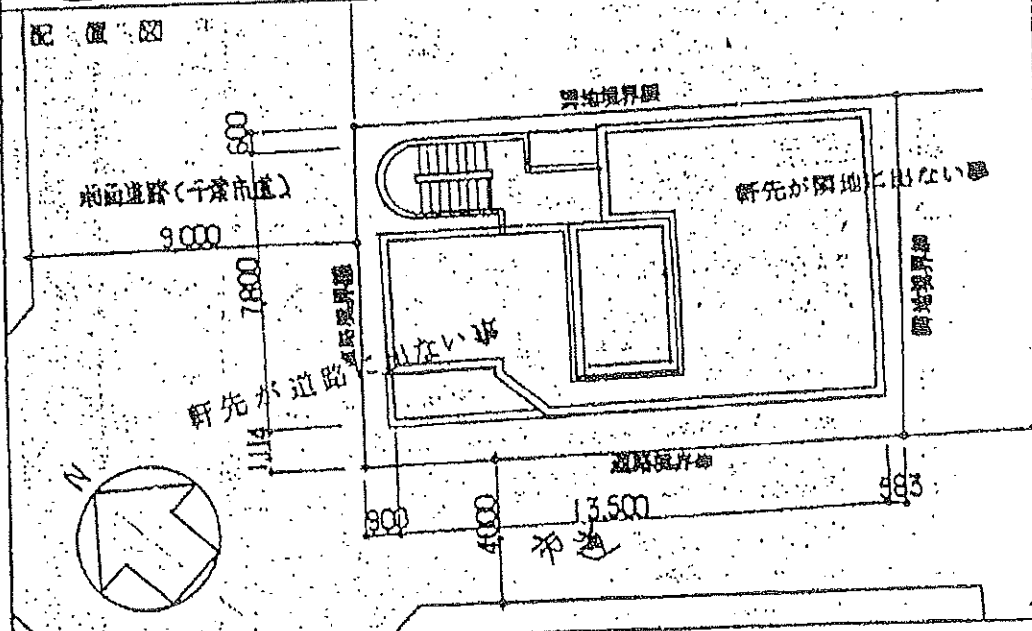 配置図
隣地境界線
600
前面道路(千葉市道)
軒先が隣地に出ない事
9.000
7.800
道路境界線
隣地境界線
軒先が道路に出ない事
1.114
N
道路境界線
900
4.000
13.500
583
市道